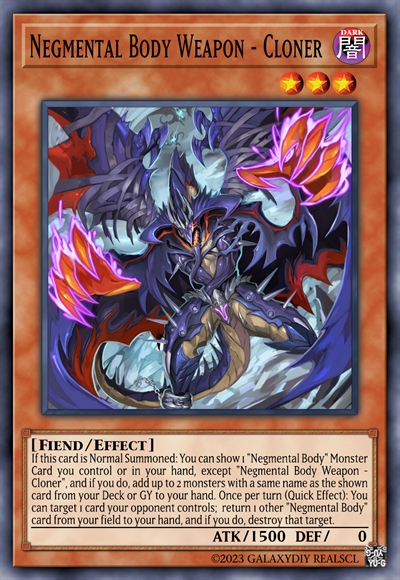 Negmental Body Weapon - Cloner
DARK
闇
[Fiend/Effect]
If this card is Normal Summoned: You can show 1 "Negmental Body" Monster
Card you control or in your hand, except "Negmental Body Weapon -
Cloner", and if you do, add up to 2 monsters with a same name as the shown
card from your Deck or GY to your hand. Once per turn (Quick Effect): You
can target 1 card your opponent controls; return 1 other "Negmental Body"
card from your field to your hand, and if you do, destroy that target.
ATK/1500 DEF/ 0
©2023 GALAXYDIY REALSCL